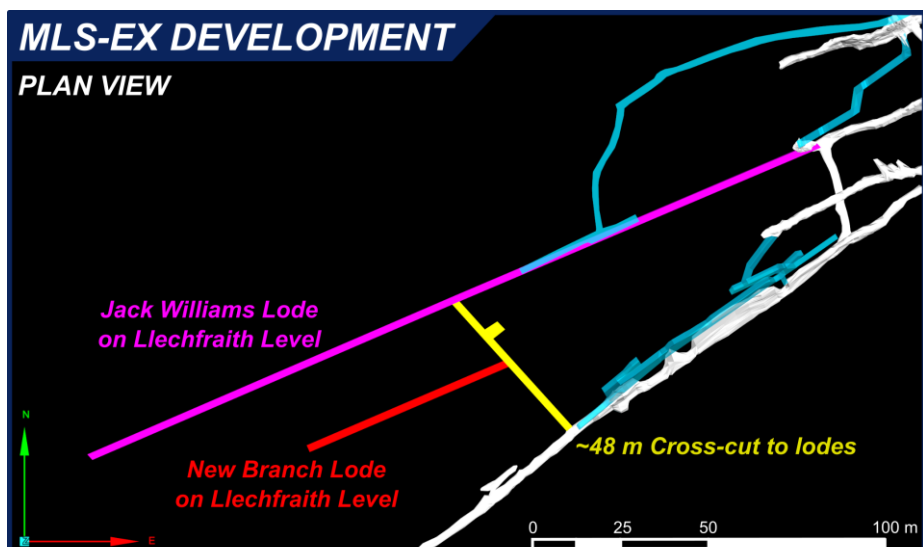 MLS-EX DEVELOPMENT
PLAN VIEW
Jack Williams Lode
on Llechfraith Level
New Branch Lode
on Llechfraith Level
~48 m Cross-cut to lodes
N
Z
E
0 25 50 100 m